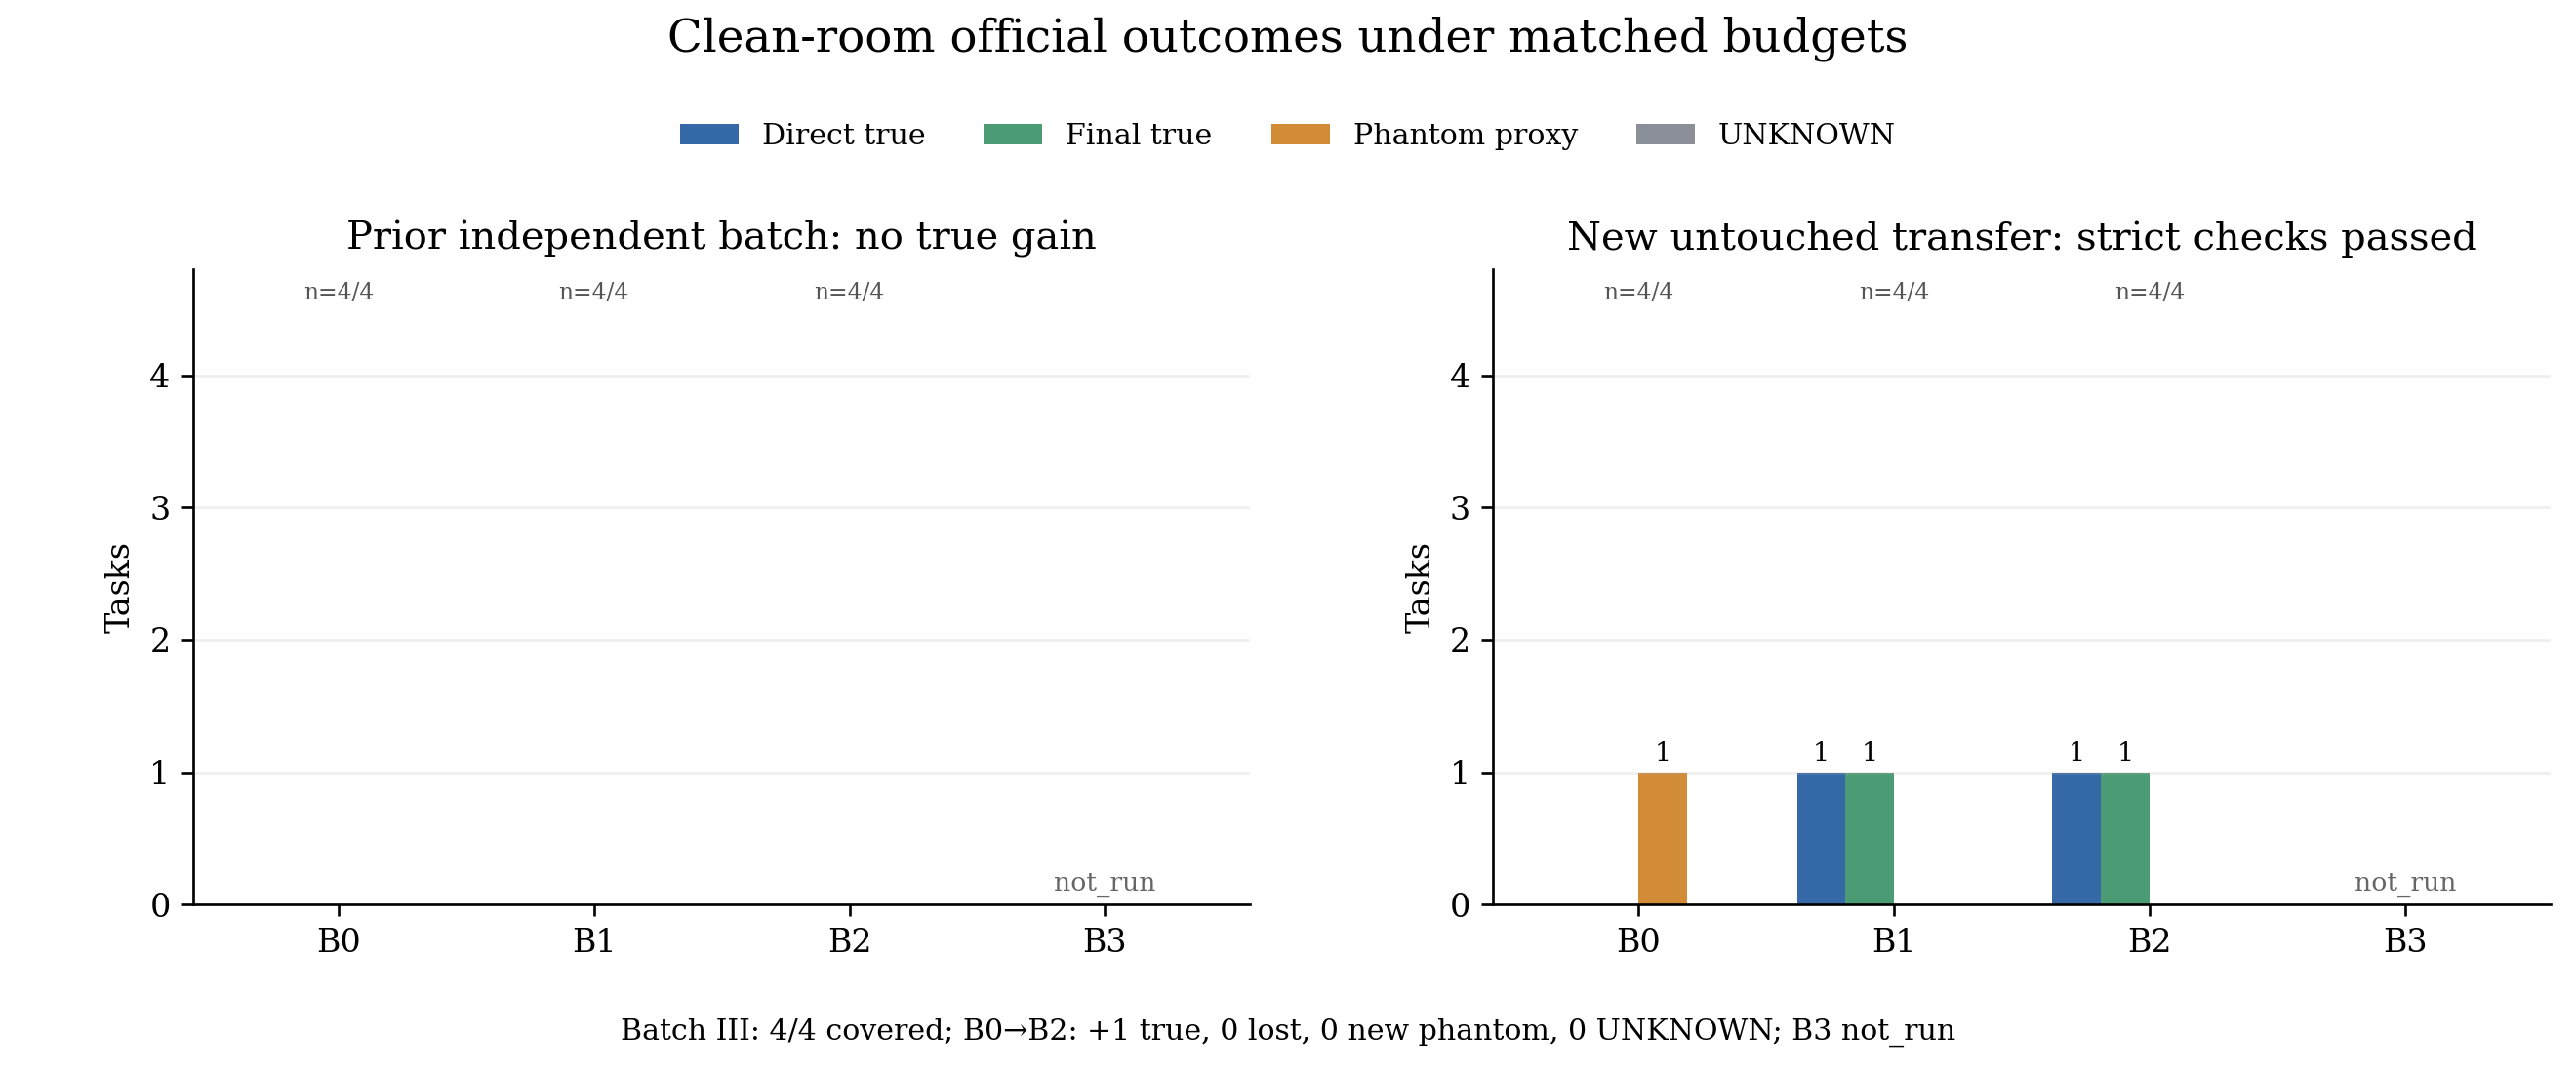 Clean-room official outcomes under matched budgets
Direct true
Final true
Phantom proxy
UNKNOWN
Prior independent batch: no true gain
n=4/4
n=4/4
n=4/4
4
3
2
1
0
Tasks
not_run
B0
B1
B2
B3
New untouched transfer: strict checks passed
n=4/4
n=4/4
n=4/4
4
3
2
1
0
Tasks
1
1
1
1
1
not_run
B0
B1
B2
B3
Batch III: 4/4 covered; B0→B2: +1 true, 0 lost, 0 new phantom, 0 UNKNOWN; B3 not_run